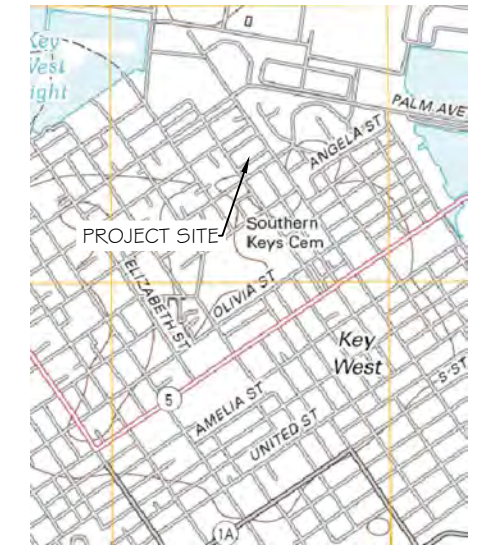 Key
West
ight
PALM AVE
ANGELA ST
PROJECT SITE
Southern
Keys Cem
ELIZABETH ST
OLIVIA ST
Key
West
S-ST
5
AMELIA ST
UNITED ST
1A